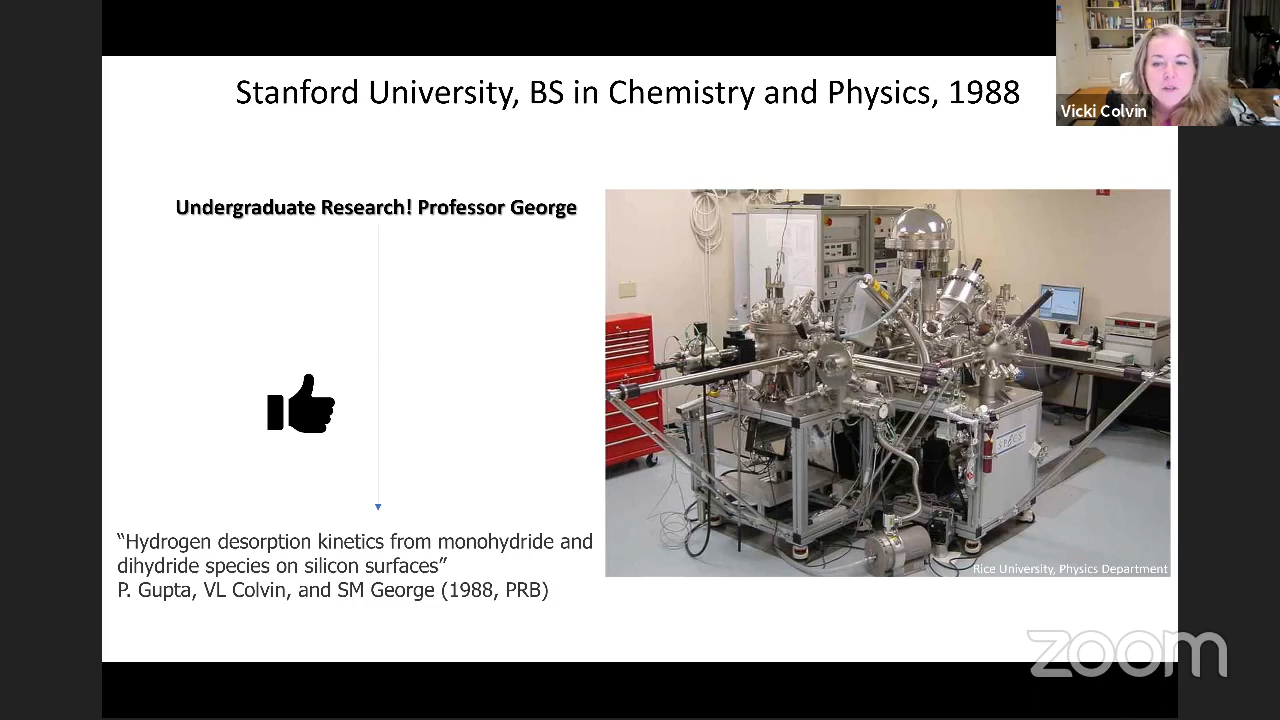 Stanford University, BS in Chemistry and Physics, 1988
Vicki Colvin
Undergraduate Research! Professor George
SPECS
Rice University, Physics Department
“Hydrogen desorption kinetics from monohydride and
dihydride species on silicon surfaces”
P. Gupta, VL Colvin, and SM George (1988, PRB)
zoom